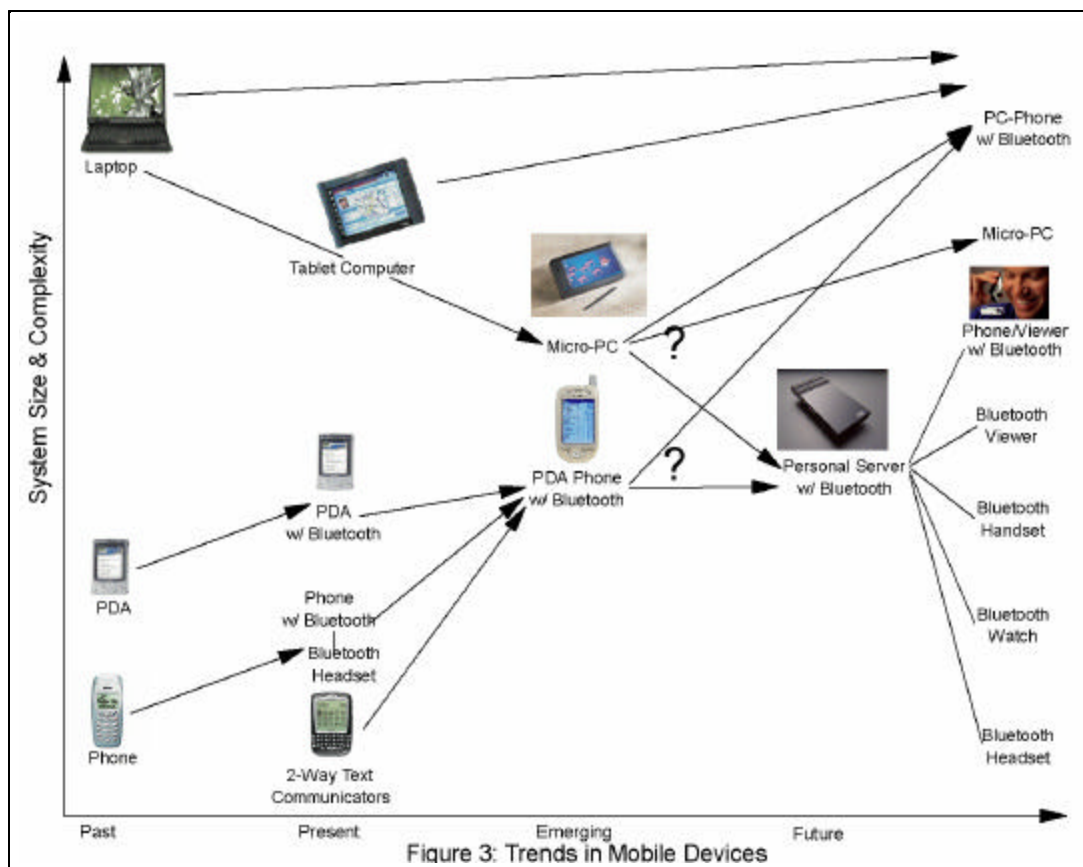 System Size & Complexity
Laptop
Tablet Computer
PC-Phone
w/ Bluetooth
Micro-PC
Micro-PC
?
Phone/Viewer
w/ Bluetooth
PDA
w/ Bluetooth
PDA Phone
w/ Bluetooth
?
Personal Server
w/ Bluetooth
Bluetooth
Viewer
Bluetooth
Handset
PDA
Phone
w/ Bluetooth
Bluetooth
Headset
Bluetooth
Watch
Phone
2-Way Text
Communicators
Bluetooth
Headset
Past
Present
Emerging
Future
Figure 3: Trends in Mobile Devices